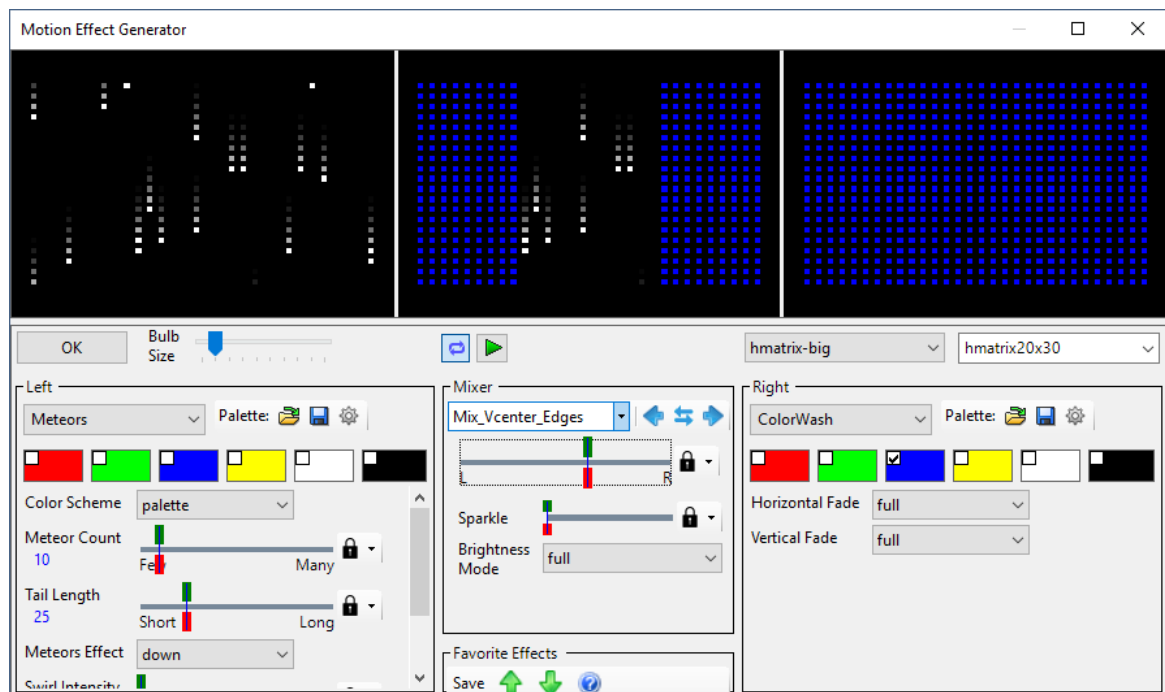 Motion Effect Generator
OK
Bulb
Size
hmatrix-big
hmatrix20x30
Left
Meteors
Palette:
Color Scheme
palette
Meteor Count
10
Few
Many
Tail Length
25
Short
Long
Meteors Effect
down
Swirl Intensity
Mixer
Mix_Vcenter_Edges
L
R
Sparkle
Brightness
Mode
full
Favorite Effects
Save
Right
ColorWash
Palette:
Horizontal Fade
full
Vertical Fade
full